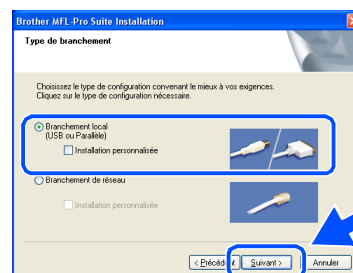 Brother MFL-Pro Suite Installation
Type de branchement
Choisissez le type de configuration convenant le mieux à vos exigences.
Cliquez sur le type de configuration nécessaire.
Branchement local
(USB ou Parallèle)
Installation personnalisée
Branchement de réseau
Installation personnalisée
< Précédent
Suivant >
Annuler